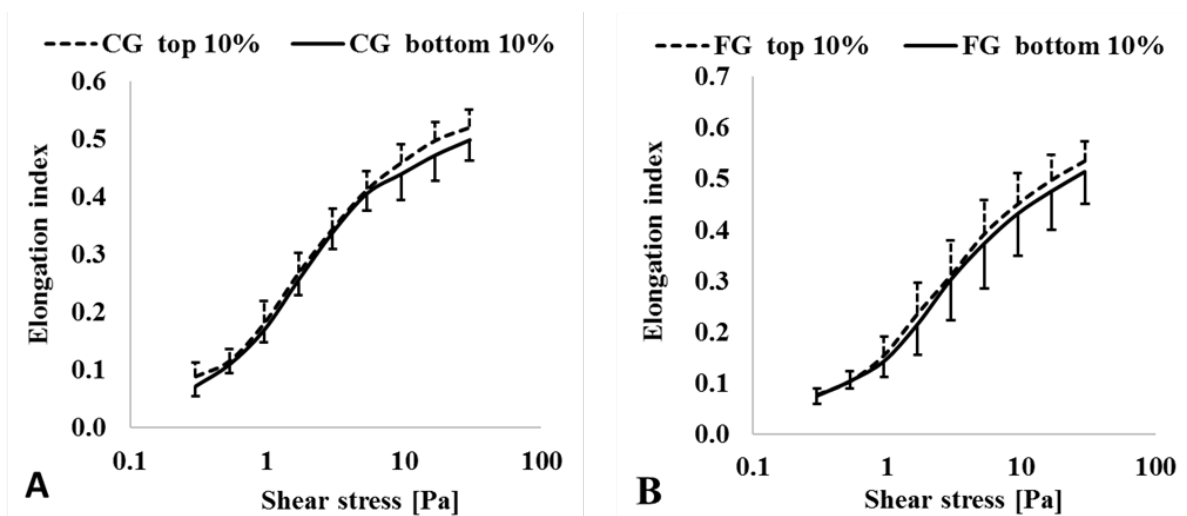 CG top 10% CG bottom 10%
0.6
0.5
0.4
0.3
0.2
0.1
0.0
Elongation index
0.1 1 10 100
Shear stress [Pa]
A
FG top 10% FG bottom 10%
0.7
0.6
0.5
0.4
0.3
0.2
0.1
0.0
Elongation index
0.1 1 10 100
Shear stress [Pa]
B